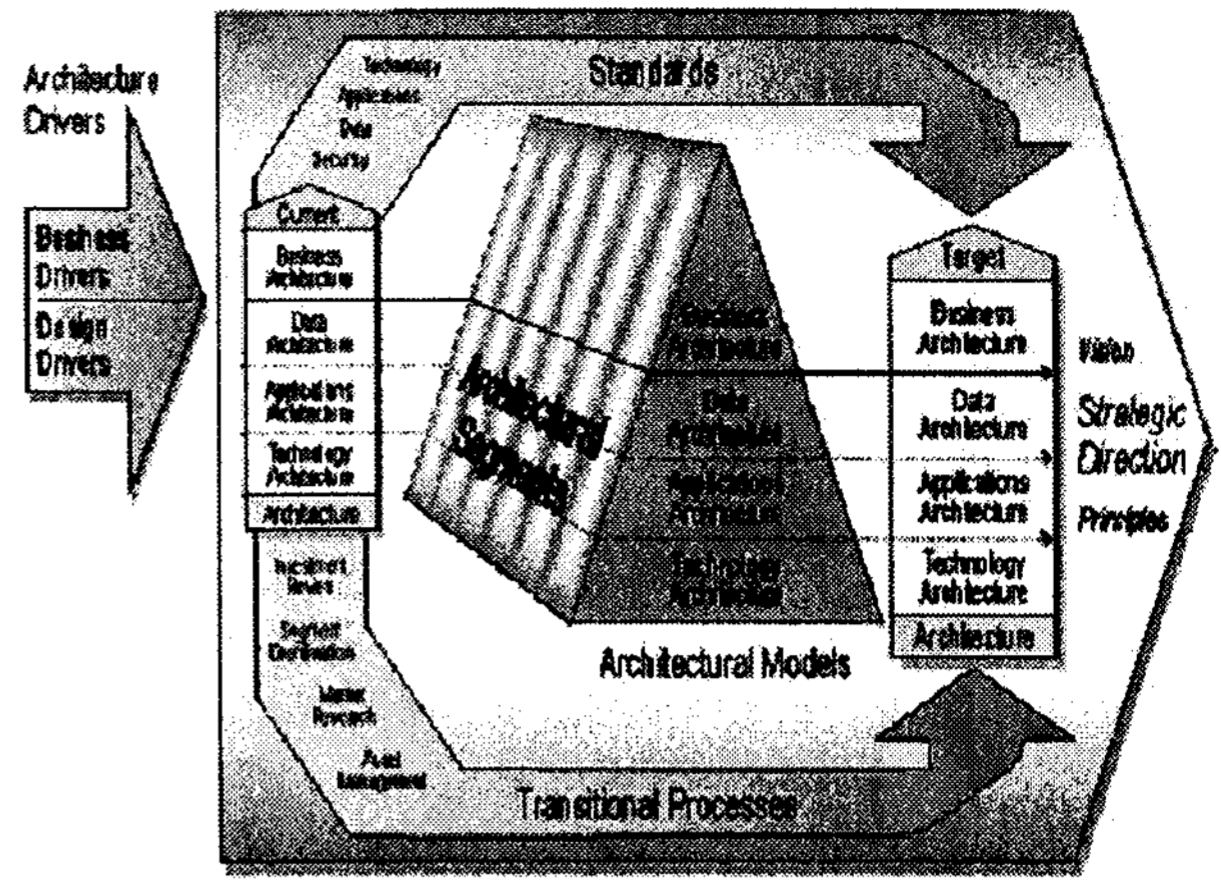 Architecture
Drivers
Business
Drivers
Design
Drivers
Technology
Applications
Data
Security
Standards
Current
Business
Architecture
Data
Architecture
Applications
Architecture
Technology
Architecture
Architecture
Investment
Review
Segment
Coordination
Market
Research
Asset
Management
Transitional Processes
Architectural
Segments
Business
Architecture
Data
Architecture
Applications
Architecture
Technology
Architecture
Architectural Models
Target
Business
Architecture
Data
Architecture
Applications
Architecture
Technology
Architecture
Architecture
Vision
Strategic
Direction
Principles